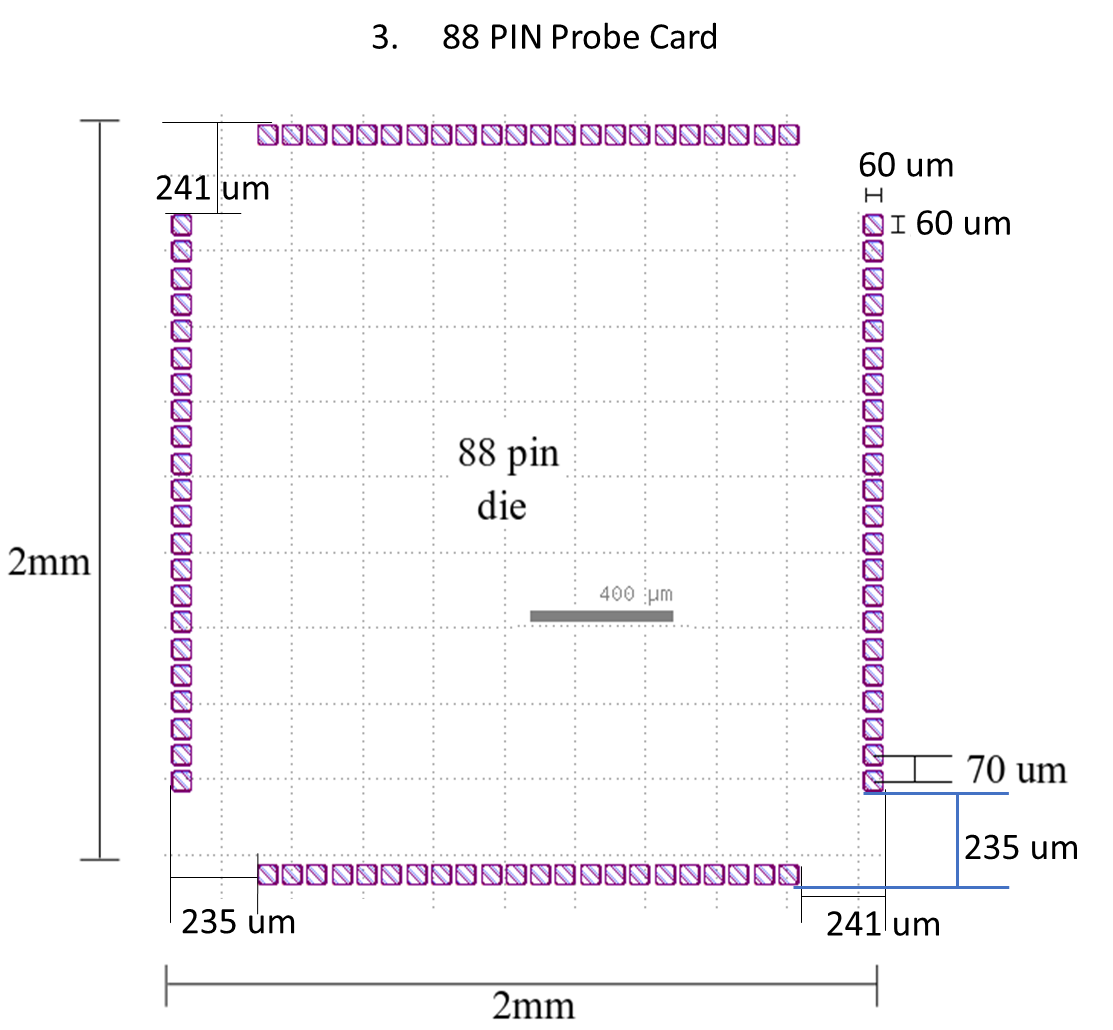 3. 88 PIN Probe Card
60 um
241 um
60 um
88 pin
die
2mm
400 µm
70 um
235 um
235 um
241 um
2mm